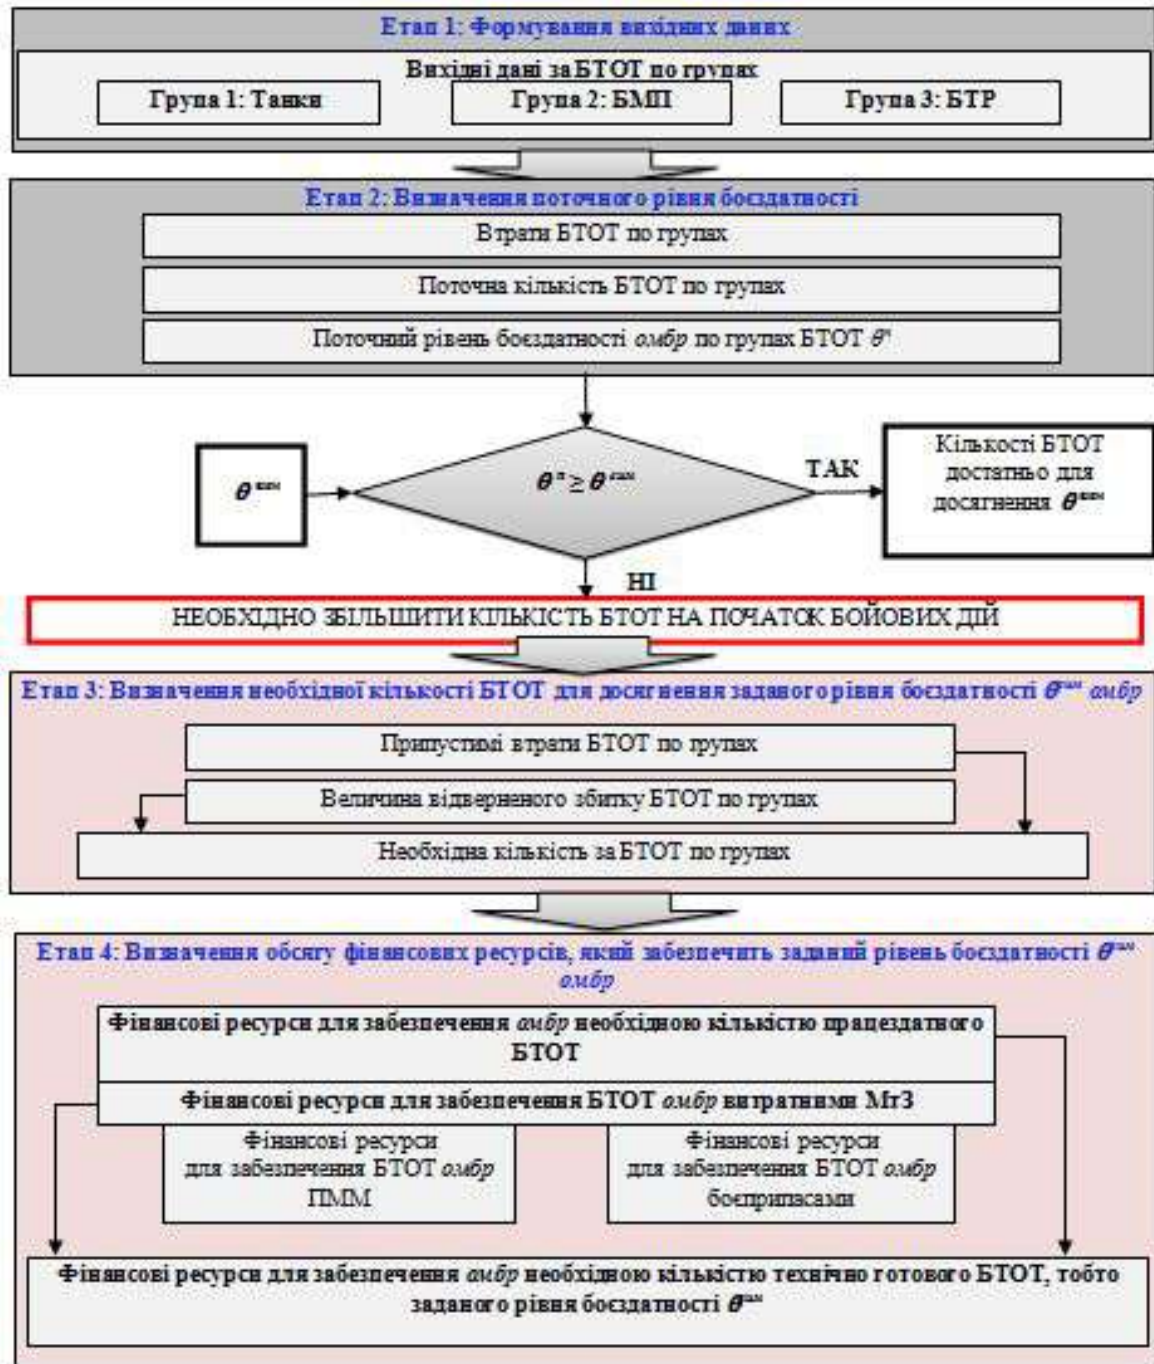 Етап 1: Формування вихідних даних
Вихідні дані за БТОТ по групах
Група 1: Танки
Група 2: БМП
Група 3: БТР
Етап 2: Визначення поточного рівня боєздатності
Втрати БТОТ по групах
Поточна кількість БТОТ по групах
Поточний рівень боєздатності омбр по групах БТОТ θⁿ
θ
θⁿ ≥ θ
ТАК
Кількості БТОТ
достатньо для
досягнення θ
НІ
НЕОБХІДНО ЗБІЛЬШИТИ КІЛЬКІСТЬ БТОТ НА ПОЧАТОК БОЙОВИХ ДІЙ
Етап 3: Визначення необхідної кількості БТОТ для досягнення заданого рівня боєздатності θ омбр
Припустимі втрати БТОТ по групах
Величина відверненого збитку БТОТ по групах
Необхідна кількість за БТОТ по групах
Етап 4: Визначення обсягу фінансових ресурсів, який забезпечить заданий рівень боєздатності θ
омбр
Фінансові ресурси для забезпечення омбр необхідною кількістю працездатного
БТОТ
Фінансові ресурси для забезпечення БТОТ омбр витратними МтЗ
Фінансові ресурси
для забезпечення БТОТ омбр
ПММ
Фінансові ресурси
для забезпечення БТОТ омбр
боєприпасами
Фінансові ресурси для забезпечення омбр необхідною кількістю технічно готового БТОТ, тобто
заданого рівня боєздатності θ